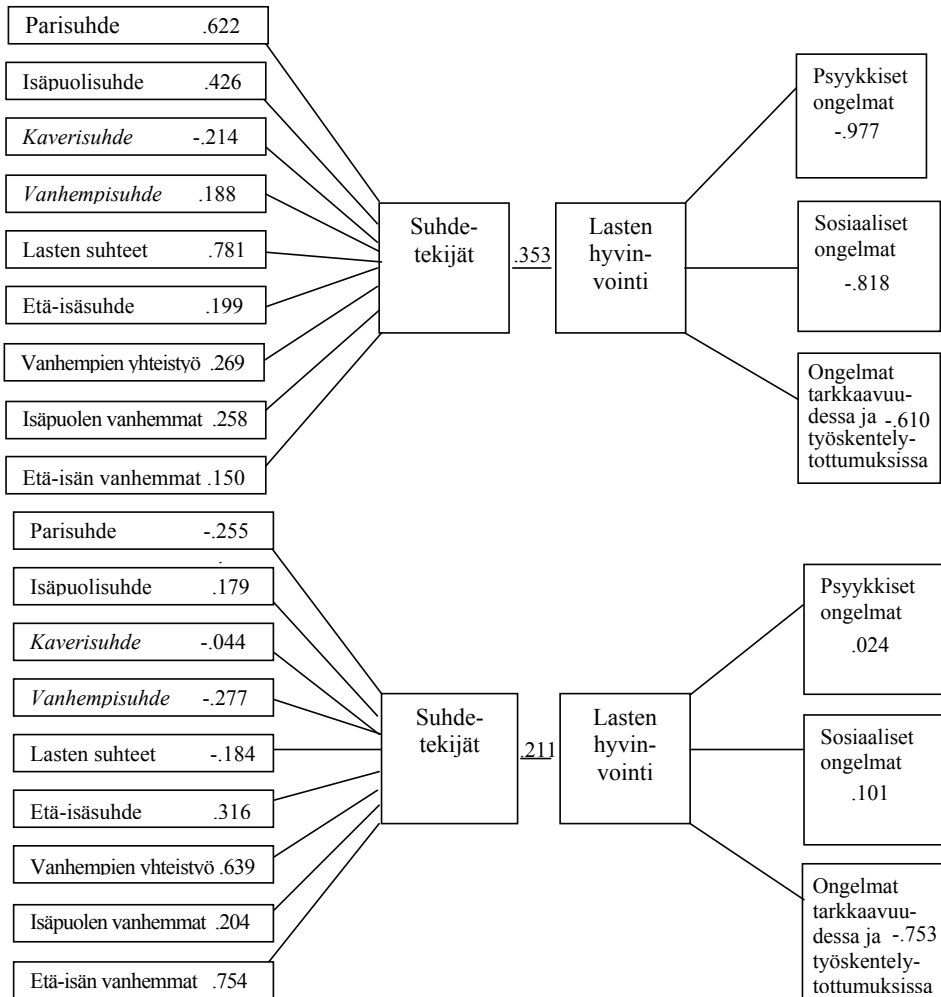 Parisuhde .622
Isäpuolisuhde .426
Kaverisuhde -.214
Vanhempisuhde .188
Lasten suhteet .781
Etä-isäsuhde .199
Vanhempien yhteistyö .269
Isäpuolen vanhemmat .258
Etä-isän vanhemmat .150
Suhde-
tekijät
.353
Lasten
hyvin-
vointi
Psyykkiset
ongelmat
-.977
Sosiaaliset
ongelmat
-.818
Ongelmat
tarkkaavuu-
dessa ja -.610
työskentely-
tottumuksissa
Parisuhde -.255
Isäpuolisuhde .179
Kaverisuhde -.044
Vanhempisuhde -.277
Lasten suhteet -.184
Etä-isäsuhde .316
Vanhempien yhteistyö .639
Isäpuolen vanhemmat .204
Etä-isän vanhemmat .754
Suhde-
tekijät
.211
Lasten
hyvin-
vointi
Psyykkiset
ongelmat
.024
Sosiaaliset
ongelmat
.101
Ongelmat
tarkkaavuu-
dessa ja -.753
työskentely-
tottumuksissa